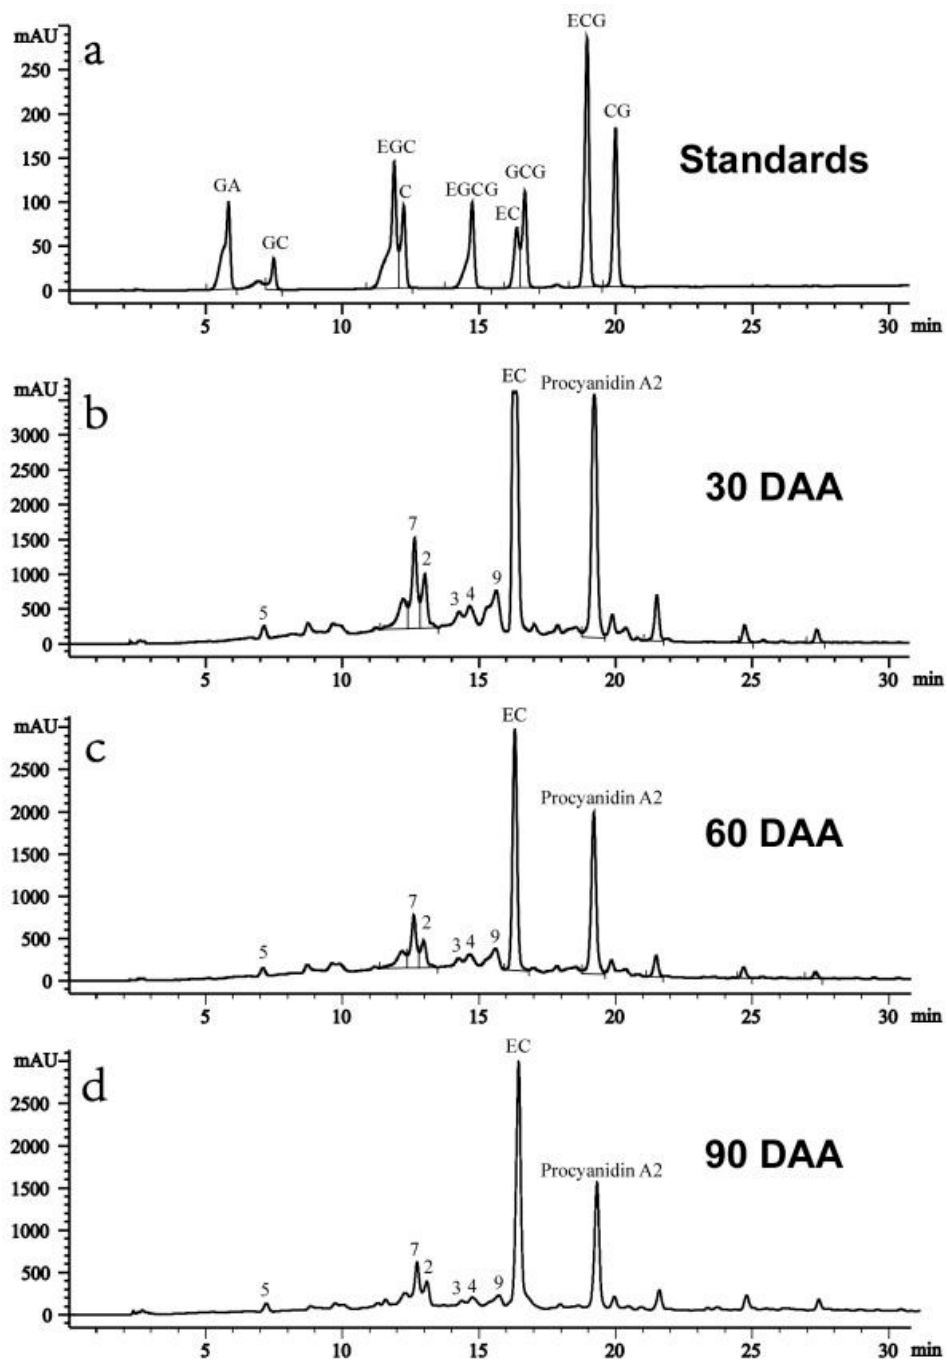 mAU
a
Standards
250
200
150
100
50
0
GA
GC
EGC
C
EGCG
EC
GCG
ECG
CG
5
10
15
20
25
30
min
mAU
b
30 DAA
3000
2500
2000
1500
1000
500
0
5
7
2
3
4
9
EC
Procyanidin A2
5
10
15
20
25
30
min
mAU
c
60 DAA
2500
2000
1500
1000
500
0
5
7
2
3
4
9
EC
Procyanidin A2
5
10
15
20
25
30
min
mAU
d
90 DAA
2500
2000
1500
1000
500
0
5
7
2
3
4
9
EC
Procyanidin A2
5
10
15
20
25
30
min